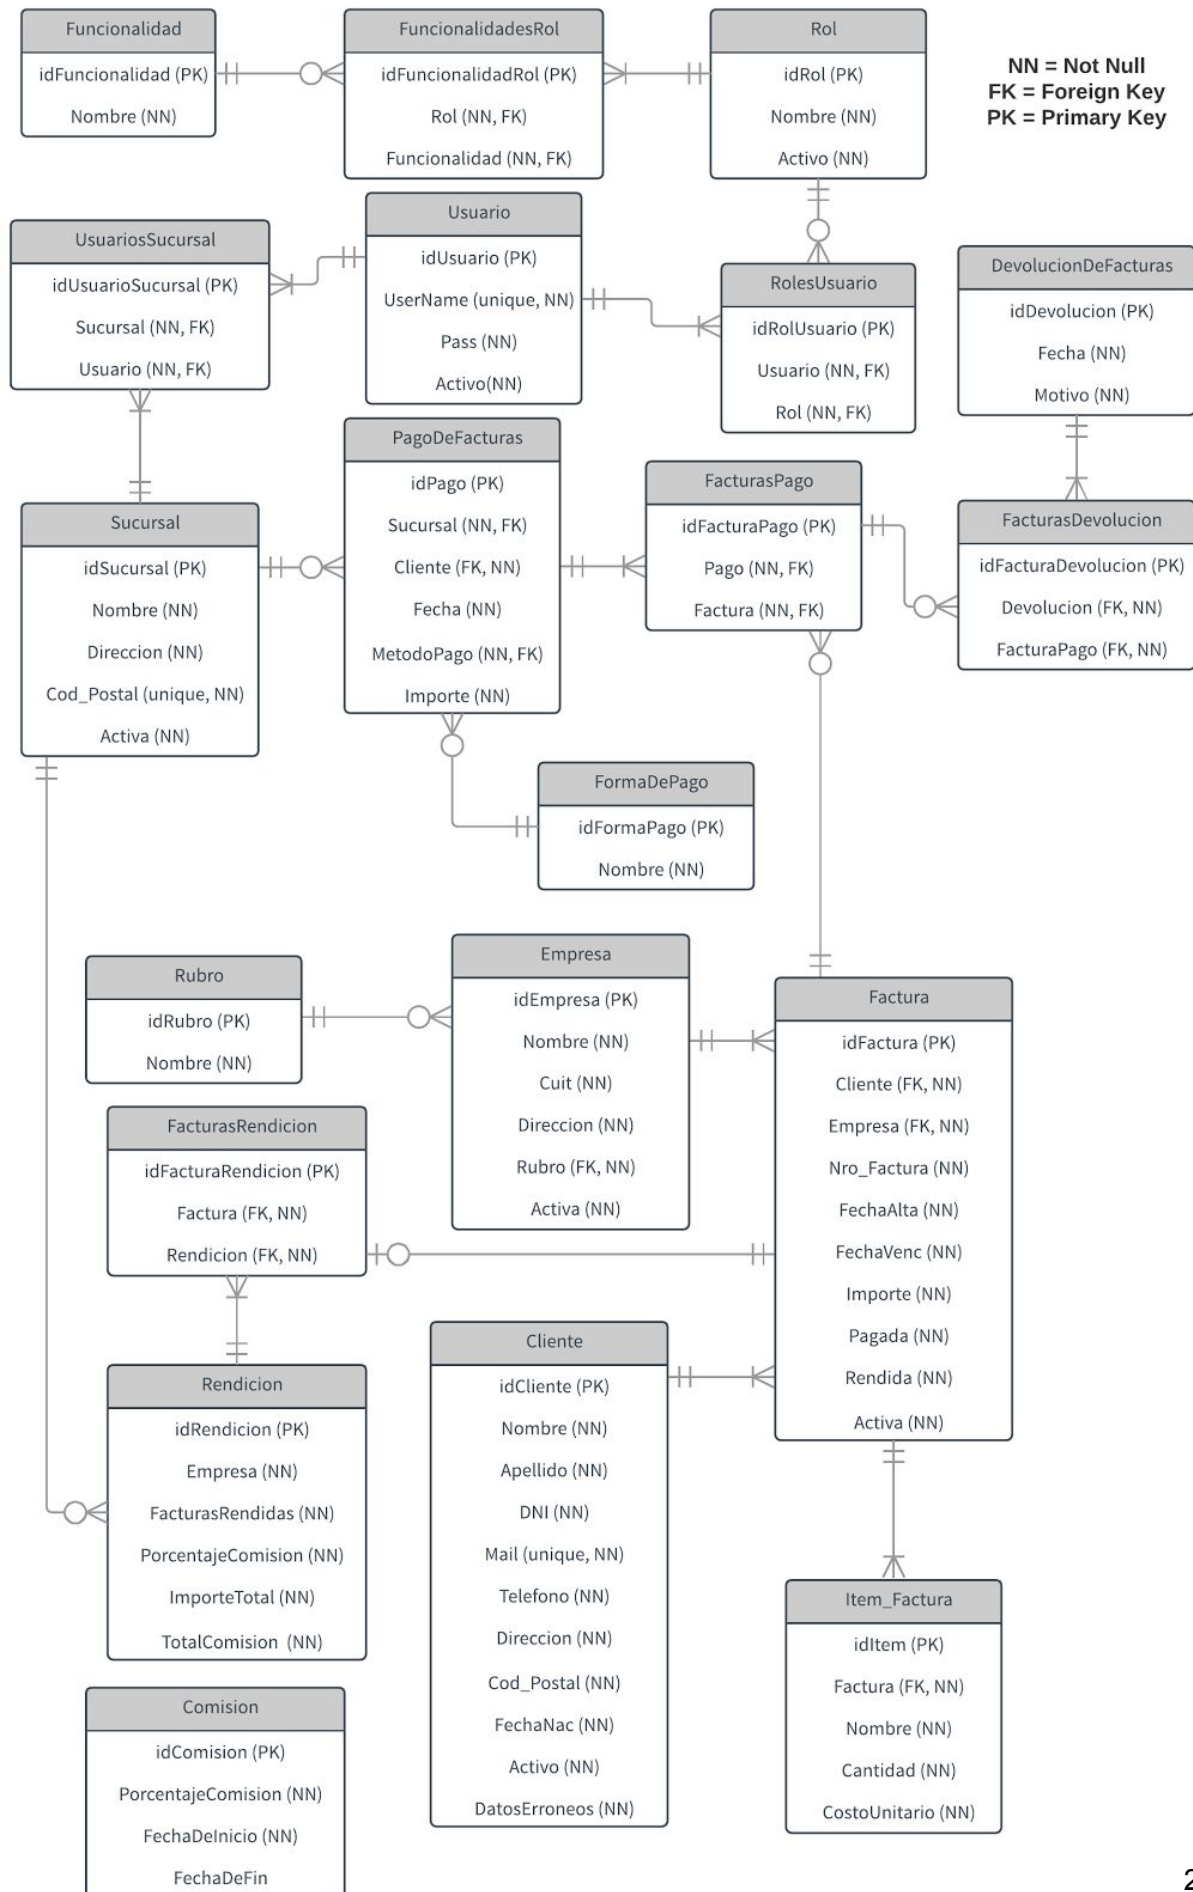 Funcionalidad
idFuncionalidad (PK)
Nombre (NN)
FuncionalidadesRol
idFuncionalidadRol (PK)
Rol (NN, FK)
Funcionalidad (NN, FK)
Rol
idRol (PK)
Nombre (NN)
Activo (NN)
NN = Not Null
FK = Foreign Key
PK = Primary Key
UsuariosSucursal
idUsuarioSucursal (PK)
Sucursal (NN, FK)
Usuario (NN, FK)
Usuario
idUsuario (PK)
UserName (unique, NN)
Pass (NN)
Activo(NN)
RolesUsuario
idRolUsuario (PK)
Usuario (NN, FK)
Rol (NN, FK)
DevolucionDeFacturas
idDevolucion (PK)
Fecha (NN)
Motivo (NN)
Sucursal
idSucursal (PK)
Nombre (NN)
Direccion (NN)
Cod_Postal (unique, NN)
Activa (NN)
PagoDeFacturas
idPago (PK)
Sucursal (NN, FK)
Cliente (FK, NN)
Fecha (NN)
MetodoPago (NN, FK)
Importe (NN)
FacturasPago
idFacturaPago (PK)
Pago (NN, FK)
Factura (NN, FK)
FacturasDevolucion
idFacturaDevolucion (PK)
Devolucion (FK, NN)
FacturaPago (FK, NN)
FormaDePago
idFormaPago (PK)
Nombre (NN)
Rubro
idRubro (PK)
Nombre (NN)
Empresa
idEmpresa (PK)
Nombre (NN)
Cuit (NN)
Direccion (NN)
Rubro (FK, NN)
Activa (NN)
Factura
idFactura (PK)
Cliente (FK, NN)
Empresa (FK, NN)
Nro_Factura (NN)
FechaAlta (NN)
FechaVenc (NN)
Importe (NN)
Pagada (NN)
Rendida (NN)
Activa (NN)
FacturasRendicion
idFacturaRendicion (PK)
Factura (FK, NN)
Rendicion (FK, NN)
Rendicion
idRendicion (PK)
Empresa (NN)
FacturasRendidas (NN)
PorcentajeComision (NN)
ImporteTotal (NN)
TotalComision (NN)
Cliente
idCliente (PK)
Nombre (NN)
Apellido (NN)
DNI (NN)
Mail (unique, NN)
Telefono (NN)
Direccion (NN)
Cod_Postal (NN)
FechaNac (NN)
Activo (NN)
DatosErroneos (NN)
Item_Factura
idItem (PK)
Factura (FK, NN)
Nombre (NN)
Cantidad (NN)
CostoUnitario (NN)
Comision
idComision (PK)
PorcentajeComision (NN)
FechaDeInicio (NN)
FechaDeFin
2